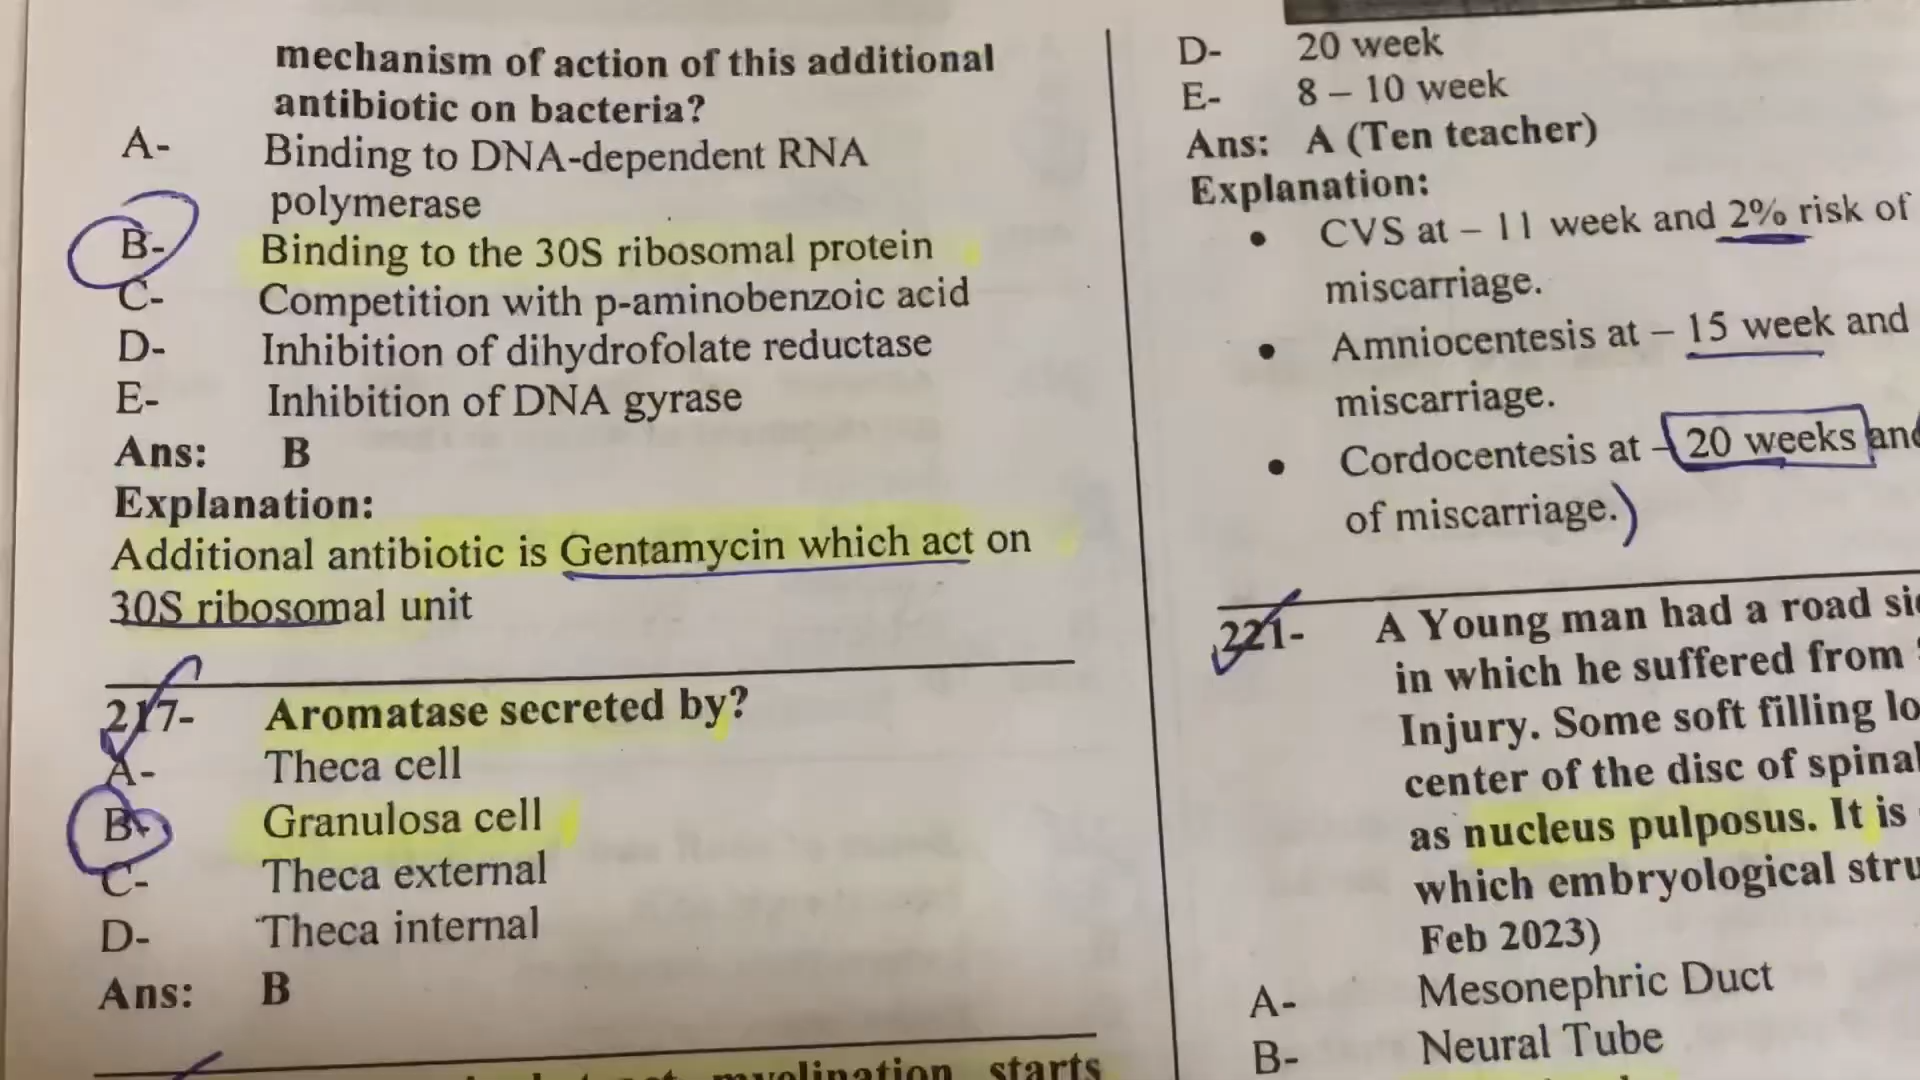 mechanism of action of this additional
antibiotic on bacteria?
A- Binding to DNA-dependent RNA
polymerase
B- Binding to the 30S ribosomal protein
C- Competition with p-aminobenzoic acid
D- Inhibition of dihydrofolate reductase
E- Inhibition of DNA gyrase
Ans: B
Explanation:
Additional antibiotic is Gentamycin which act on
30S ribosomal unit
217- Aromatase secreted by?
A- Theca cell
B- Granulosa cell
C- Theca external
D- Theca internal
Ans: B
myelination starts
D- 20 week
E- 8 – 10 week
Ans: A (Ten teacher)
Explanation:
• CVS at – 11 week and 2% risk of
miscarriage.
• Amniocentesis at – 15 week and
miscarriage.
• Cordocentesis at – 20 weeks and
of miscarriage.)
221- A Young man had a road
in which he suffered from
Injury. Some soft filling
center of the disc of spinal
as nucleus pulposus. It is
which embryological
Feb 2023)
A- Mesonephric Duct
B- Neural Tube